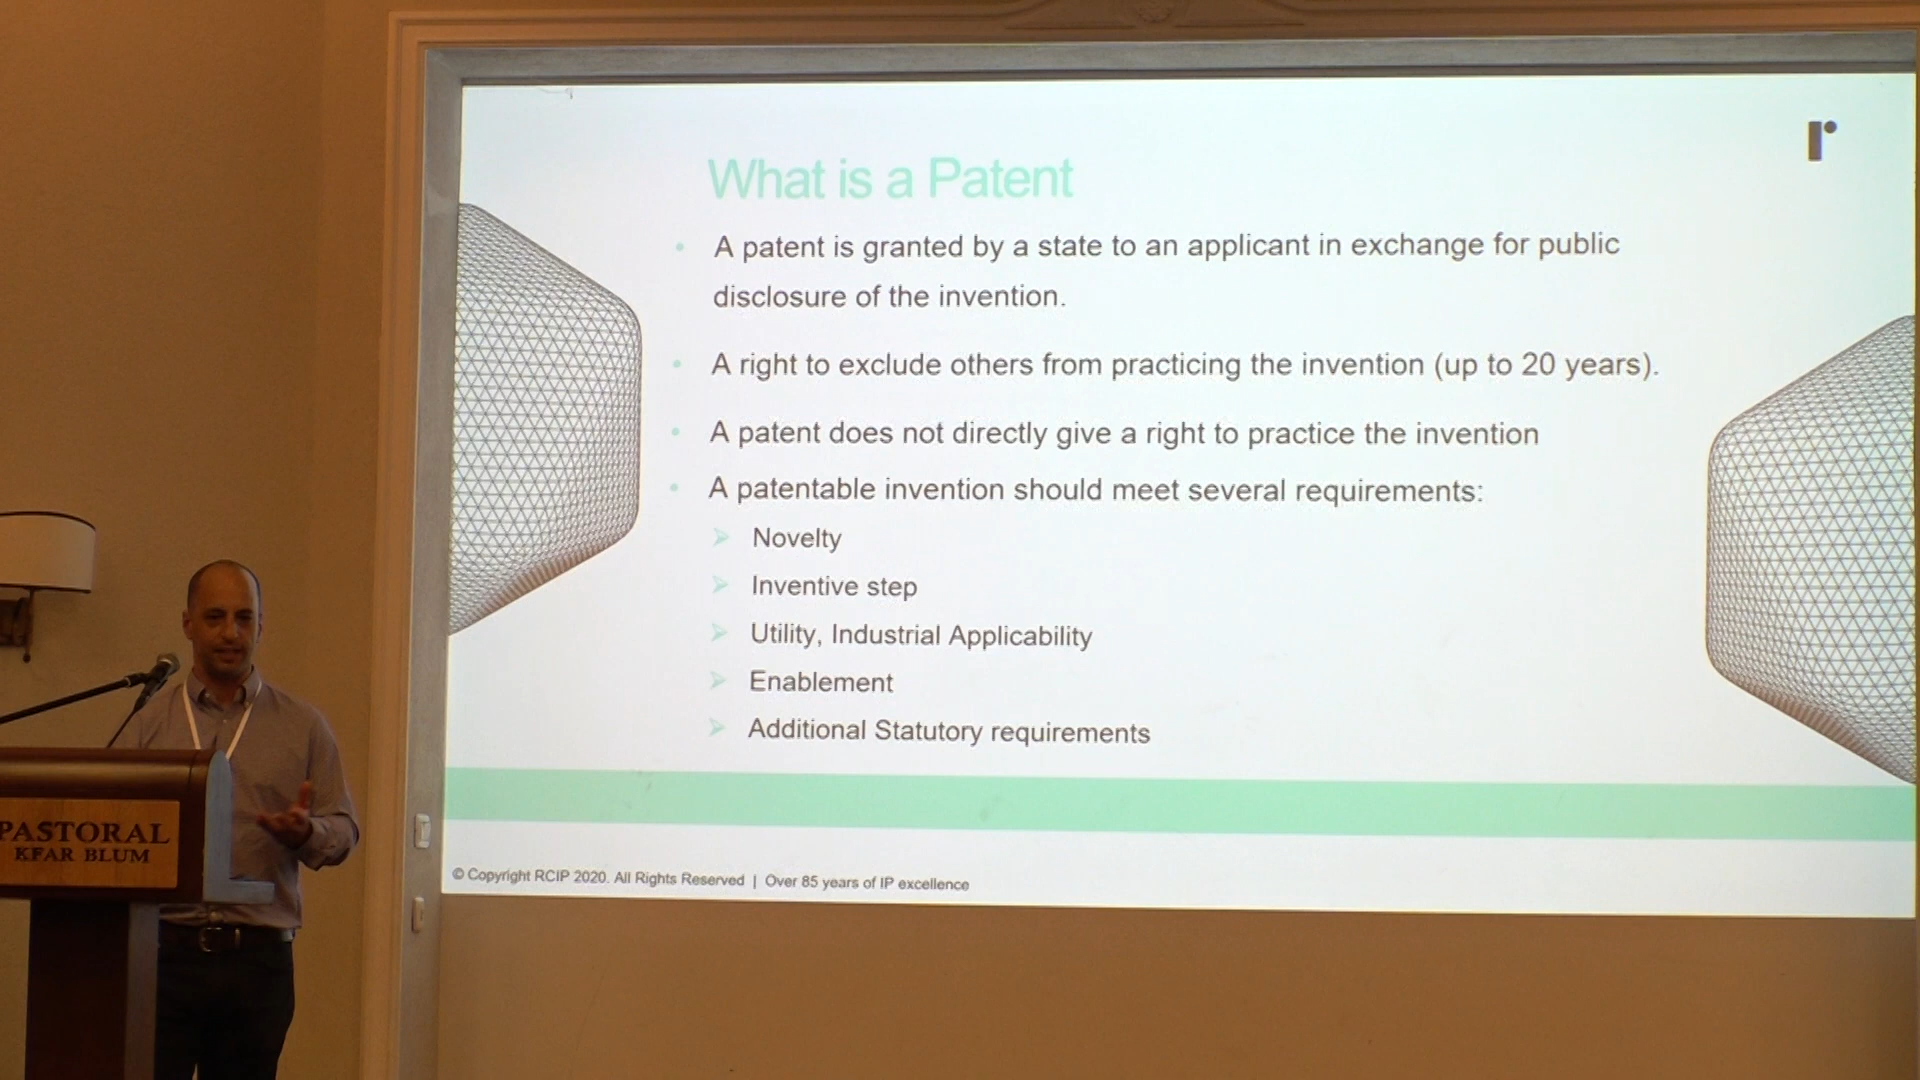 What is a Patent
• A patent is granted by a state to an applicant in exchange for public
disclosure of the invention.
• A right to exclude others from practicing the invention (up to 20 years).
• A patent does not directly give a right to practice the invention
• A patentable invention should meet several requirements:
➢ Novelty
➢ Inventive step
➢ Utility, Industrial Applicability
➢ Enablement
➢ Additional Statutory requirements
© Copyright RCIP 2020. All Rights Reserved | Over 85 years of IP excellence
r
PASTORAL
KFAR BLUM